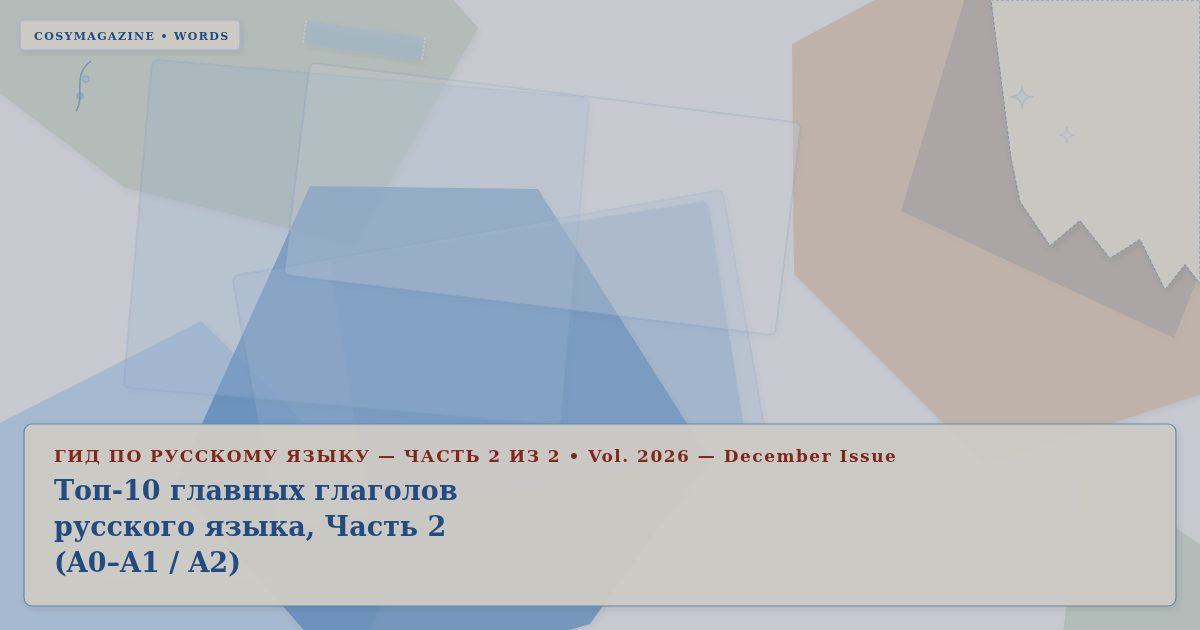 COSYMAGAZINE • WORDS
ГИД ПО РУССКОМУ ЯЗЫКУ — ЧАСТЬ 2 ИЗ 2 • Vol. 2026 — December Issue
Топ-10 главных глаголов
русского языка, Часть 2
(A0–A1 / A2)